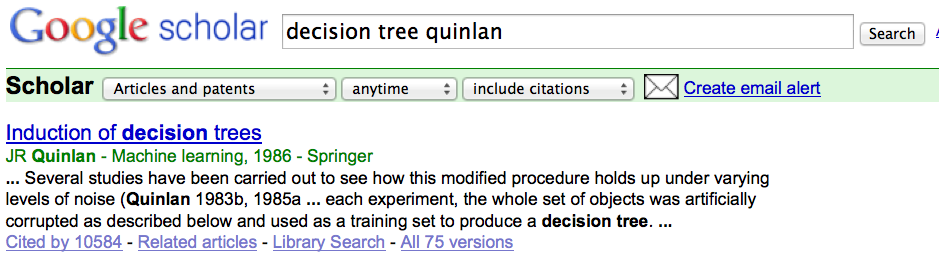 Google scholar decision tree quinlan Search
Scholar Articles and patents anytime include citations Create email alert
Induction of decision trees
JR Quinlan - Machine learning, 1986 - Springer
... Several studies have been carried out to see how this modified procedure holds up under varying
levels of noise (Quinlan 1983b, 1985a ... each experiment, the whole set of objects was artificially
corrupted as described below and used as a training set to produce a decision tree. ...
Cited by 10584 - Related articles - Library Search - All 75 versions